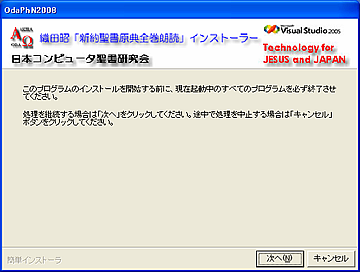 OdaPhN2008
AKIRA
AO
ODA
織田昭「新約聖書原典全巻朗読」インストーラー
日本コンピュータ聖書研究会
Microsoft
Visual Studio 2005
Technology for
JESUS and JAPAN
このプログラムのインストールを開始する前に、現在起動中のすべてのプログラムを必ず終了させ
てください。
処理を継続する場合は「次へ」をクリックしてください。途中で処理を中止する場合は「キャンセル」
ボタンをクリックしてください。
簡単インストーラ
次へ(N)
キャンセル